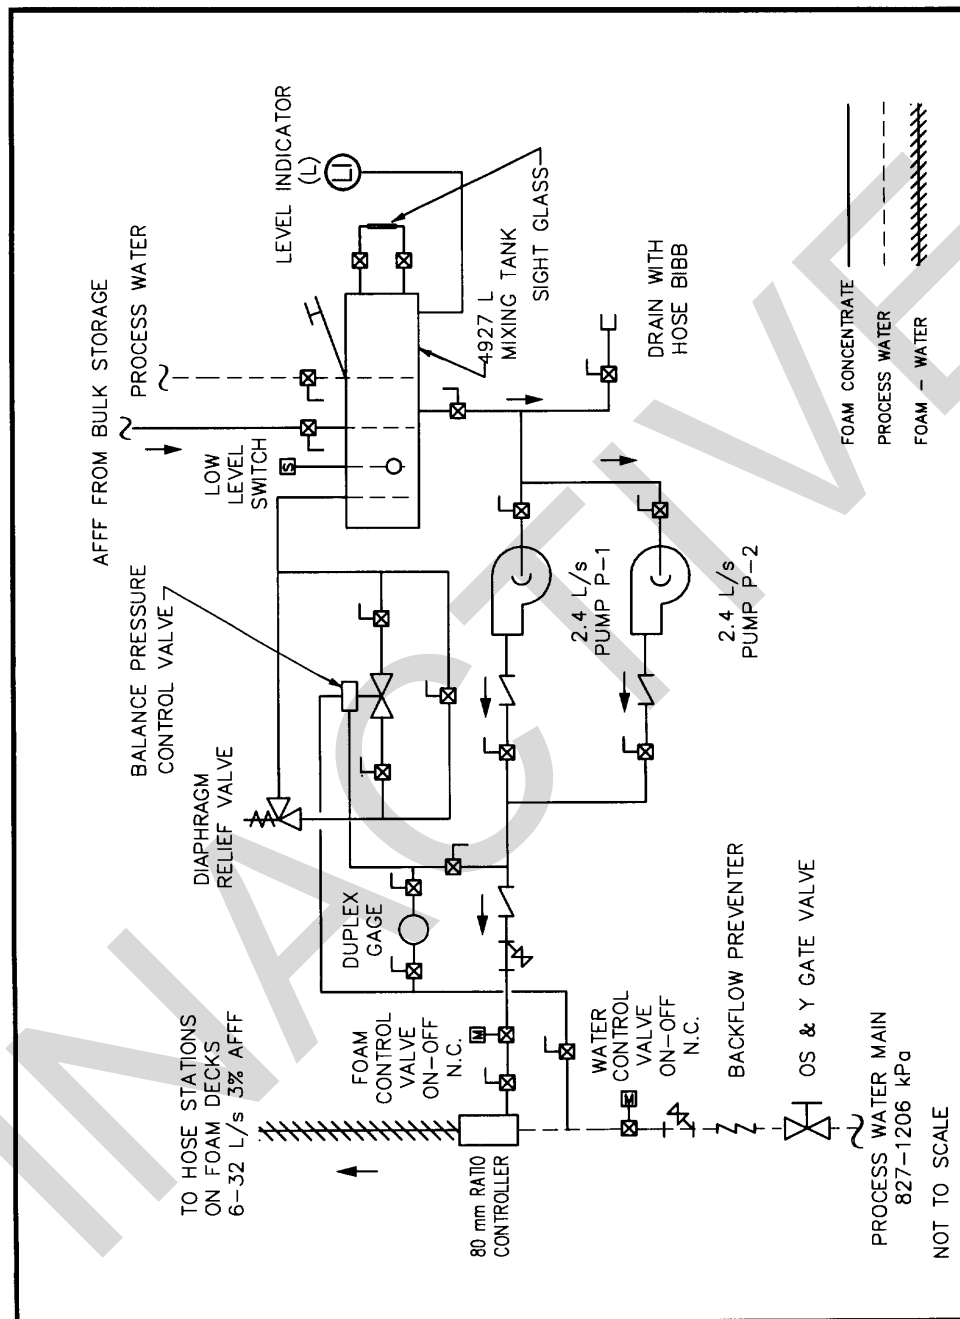 AFFF FROM BULK STORAGE
PROCESS WATER
LEVEL INDICATOR
(L)
LI
LOW
LEVEL
SWITCH
S
4927 L
MIXING TANK
SIGHT GLASS
DRAIN WITH
HOSE BIBB
BALANCE PRESSURE
CONTROL VALVE
DIAPHRAGM
RELIEF VALVE
DUPLEX
GAGE
2.4 L/s
PUMP P-1
2.4 L/s
PUMP P-2
TO HOSE STATIONS
ON FOAM DECKS
6-32 L/s 3% AFFF
FOAM
CONTROL
VALVE
ON-OFF
N.C.
M
80 mm RATIO
CONTROLLER
WATER
CONTROL
VALVE
ON-OFF
N.C.
M
BACKFLOW PREVENTER
OS & Y GATE VALVE
PROCESS WATER MAIN
827-1206 kPa
NOT TO SCALE
FOAM CONCENTRATE
PROCESS WATER
FOAM - WATER
INACTIVE